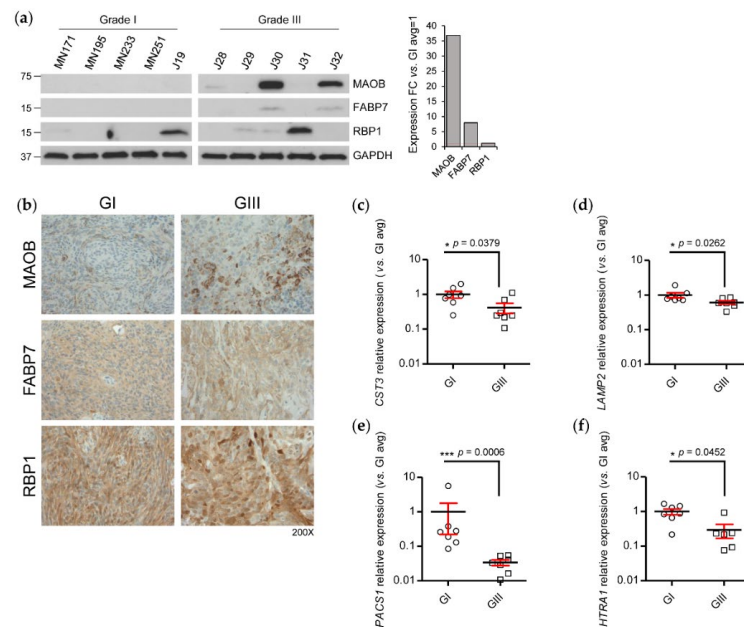 (a)
Grade I
Grade III
MN171
MN195
MN233
MN251
J19
J28
J29
J30
J31
J32
75
MAOB
FABP7
15
RBP1
15
GAPDH
37
Expression FC vs. GI avg=1
40
35
30
25
20
15
10
5
0
MAOB
FABP7
RBP1
(b)
GI
GIII
MAOB
FABP7
RBP1
200X
(c)
* p = 0.0379
CST3 relative expression (vs. GI avg)
10
1
0.1
0.01
GI
GIII
(d)
* p = 0.0262
LAMP2 relative expression (vs. GI avg)
100
10
1
0.1
0.01
GI
GIII
(e)
*** p = 0.0006
PACS1 relative expression (vs. GI avg)
10
1
0.1
0.01
GI
GIII
(f)
* p = 0.0452
HTRA1 relative expression (vs. GI avg)
10
1
0.1
0.01
GI
GIII